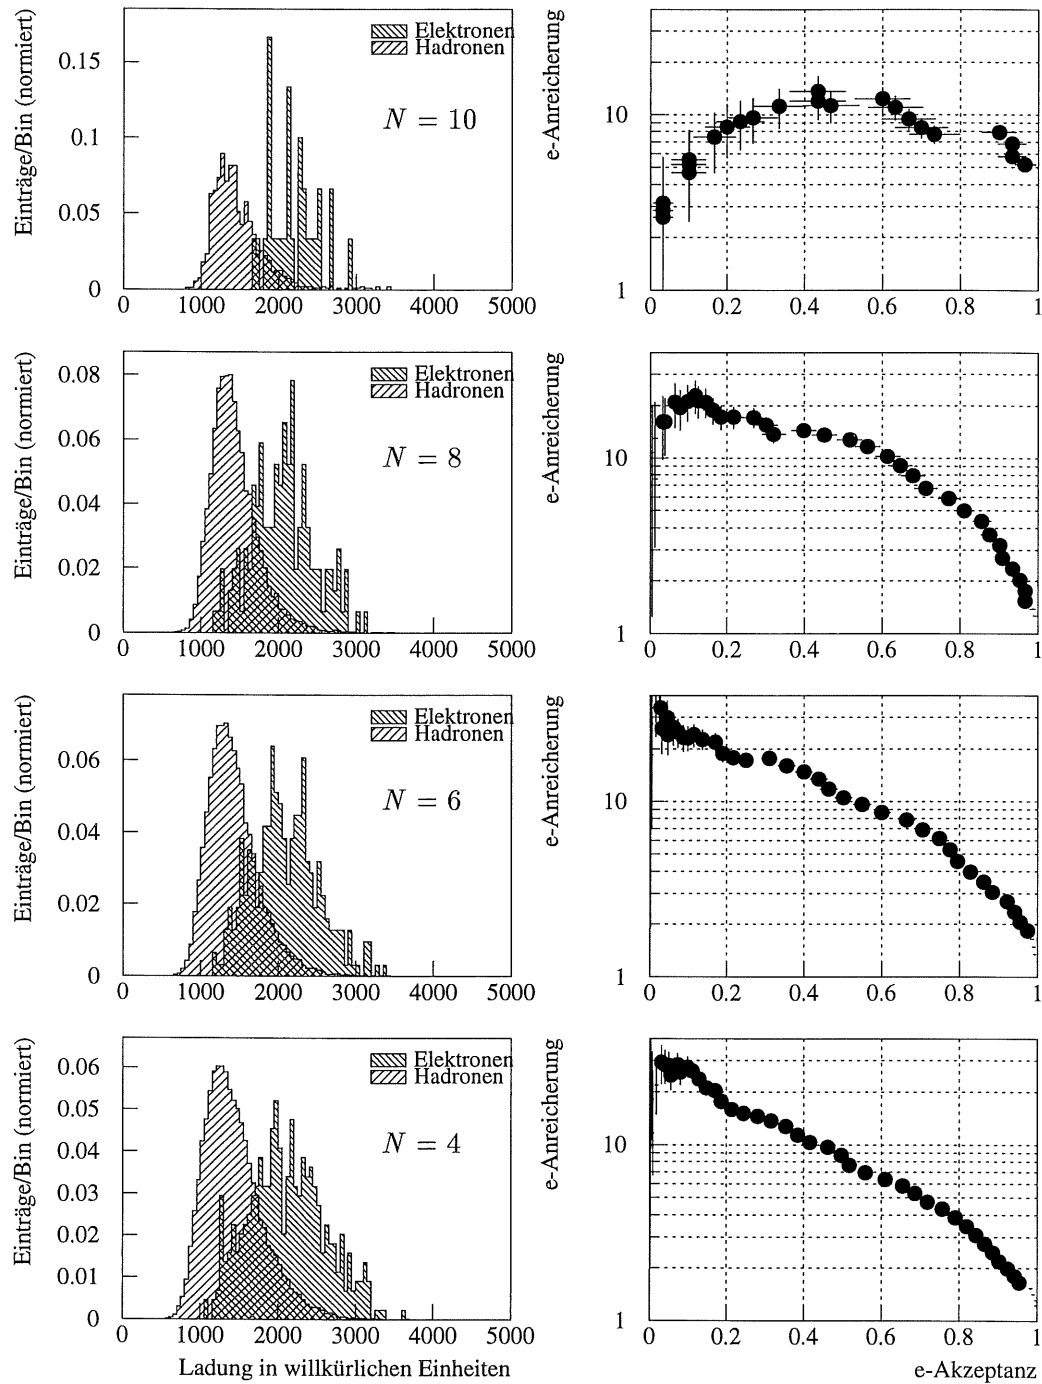 Einträge/Bin (normiert)
0.15
0.1
0.05
0
Elektronen
Hadronen
N = 10
0 1000 2000 3000 4000 5000
e-Anreicherung
10
1
0 0.2 0.4 0.6 0.8 1
Einträge/Bin (normiert)
0.08
0.06
0.04
0.02
0
Elektronen
Hadronen
N = 8
0 1000 2000 3000 4000 5000
e-Anreicherung
10
1
0 0.2 0.4 0.6 0.8 1
Einträge/Bin (normiert)
0.06
0.04
0.02
0
Elektronen
Hadronen
N = 6
0 1000 2000 3000 4000 5000
e-Anreicherung
10
1
0 0.2 0.4 0.6 0.8 1
Einträge/Bin (normiert)
0.06
0.05
0.04
0.03
0.02
0.01
0
Elektronen
Hadronen
N = 4
0 1000 2000 3000 4000 5000
Ladung in willkürlichen Einheiten
e-Anreicherung
10
1
0 0.2 0.4 0.6 0.8 1
e-Akzeptanz